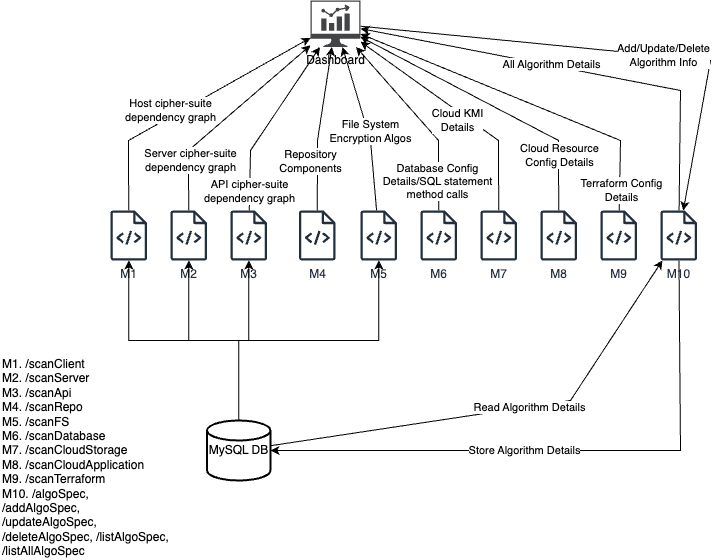 Dashboard
Add/Update/Delete
Algorithm Info
All Algorithm Details
Host cipher-suite
dependency graph
Server cipher-suite
dependency graph
API cipher-suite
dependency graph
Repository
Components
File System
Encryption Algos
Database Config
Details/SQL statement
method calls
Cloud KMI
Details
Cloud Resource
Config Details
Terraform Config
Details
M1
M2
M3
M4
M5
M6
M7
M8
M9
M10
M1. /scanClient
M2. /scanServer
M3. /scanApi
M4. /scanRepo
M5. /scanFS
M6. /scanDatabase
M7. /scanCloudStorage
M8. /scanCloudApplication
M9. /scanTerraform
M10. /algoSpec,
/addAlgoSpec,
/updateAlgoSpec,
/deleteAlgoSpec, /listAlgoSpec,
/listAllAlgoSpec
Read Algorithm Details
MySQL DB
Store Algorithm Details